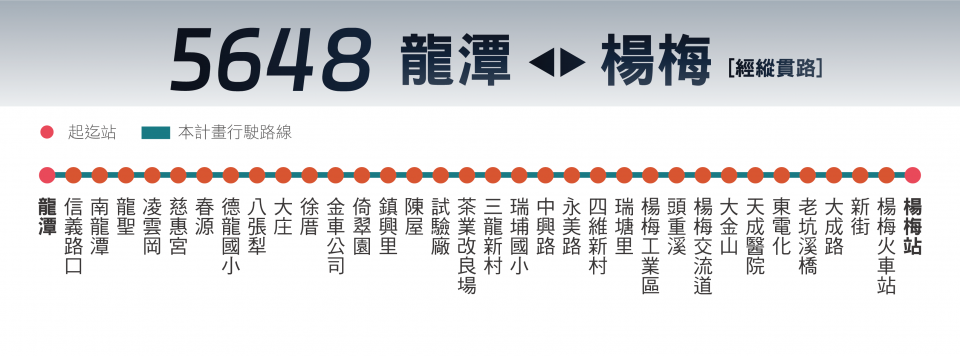 5648 龍潭 ◀▶ 楊梅 [經縱貫路]
起迄站 本計畫行駛路線
龍潭
信義路口
南龍潭
龍聖
凌雲岡
慈惠宮
春源
德龍國小
八張犁
大庄
徐厝
金車公司
倚翠園
鎮興里
陳屋
試驗廠
茶業改良場
三龍新村
瑞埔國小
中興路
永美路
四維新村
瑞塘里
楊梅工業區
頭重溪
楊梅交流道
大金山
天成醫院
東電化
老坑溪橋
大成路
新街
楊梅火車站
楊梅站